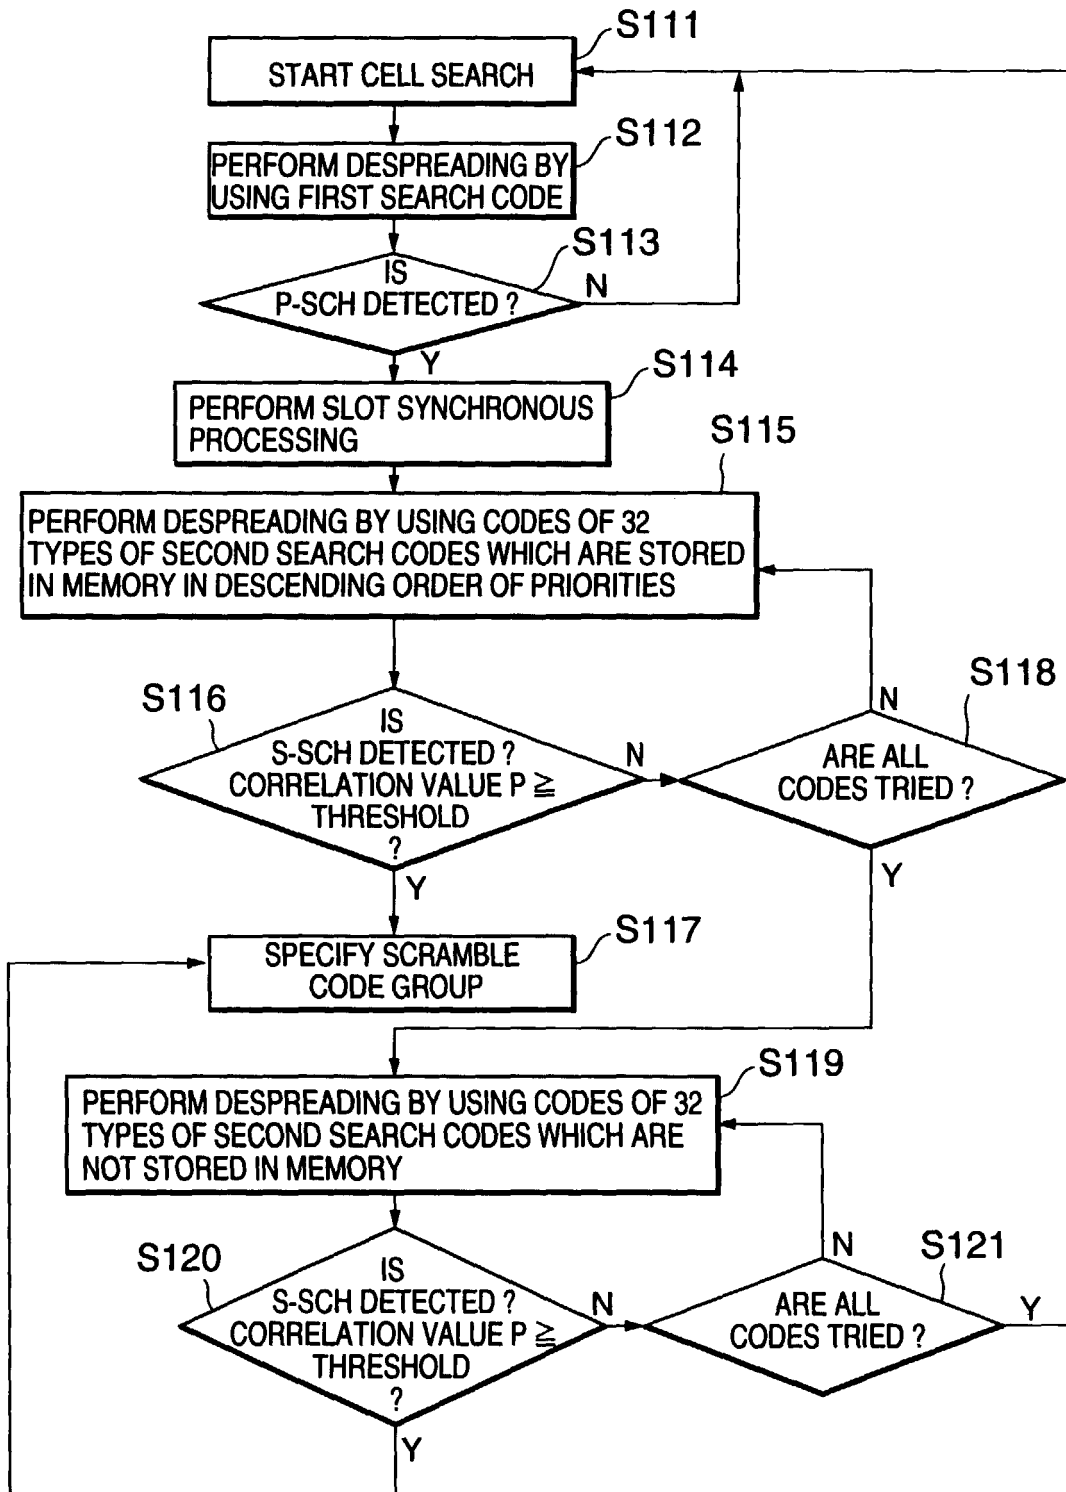 S111
START CELL SEARCH
S112
PERFORM DESPREADING BY
USING FIRST SEARCH CODE
S113
IS
P-SCH DETECTED ?
N
Y
S114
PERFORM SLOT SYNCHRONOUS
PROCESSING
S115
PERFORM DESPREADING BY USING CODES OF 32
TYPES OF SECOND SEARCH CODES WHICH ARE STORED
IN MEMORY IN DESCENDING ORDER OF PRIORITIES
S116
IS
S-SCH DETECTED ?
CORRELATION VALUE P ≧
THRESHOLD
?
N
Y
S118
N
ARE ALL
CODES TRIED ?
Y
S117
SPECIFY SCRAMBLE
CODE GROUP
S119
PERFORM DESPREADING BY USING CODES OF 32
TYPES OF SECOND SEARCH CODES WHICH ARE
NOT STORED IN MEMORY
S120
IS
S-SCH DETECTED ?
CORRELATION VALUE P ≧
THRESHOLD
?
N
Y
S121
N
ARE ALL
CODES TRIED ?
Y